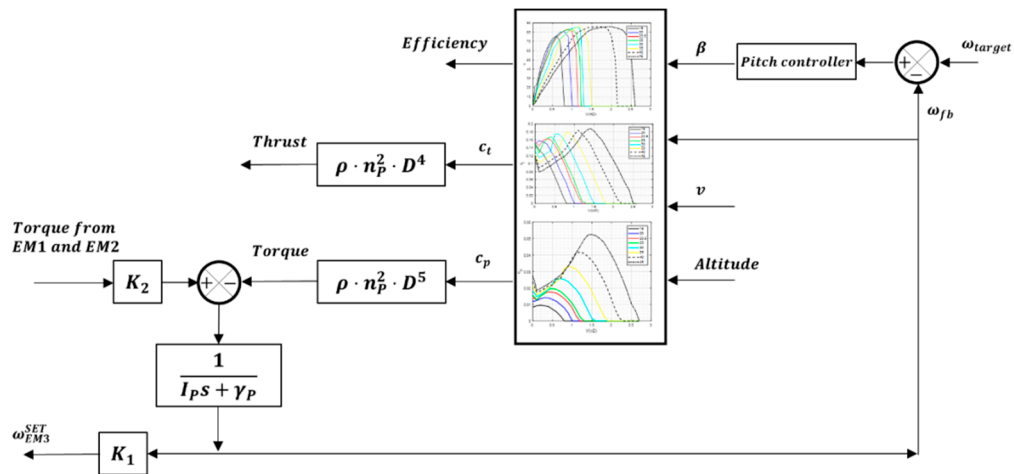 Efficiency
β
Pitch controller
+
−
ω_target
ω_fb
Thrust
ρ · n_P^2 · D^4
c_t
v
Torque from
EM1 and EM2
K_2
+
−
Torque
ρ · n_P^2 · D^5
c_p
Altitude
1
I_P s + γ_P
ω_EM3^SET
K_1